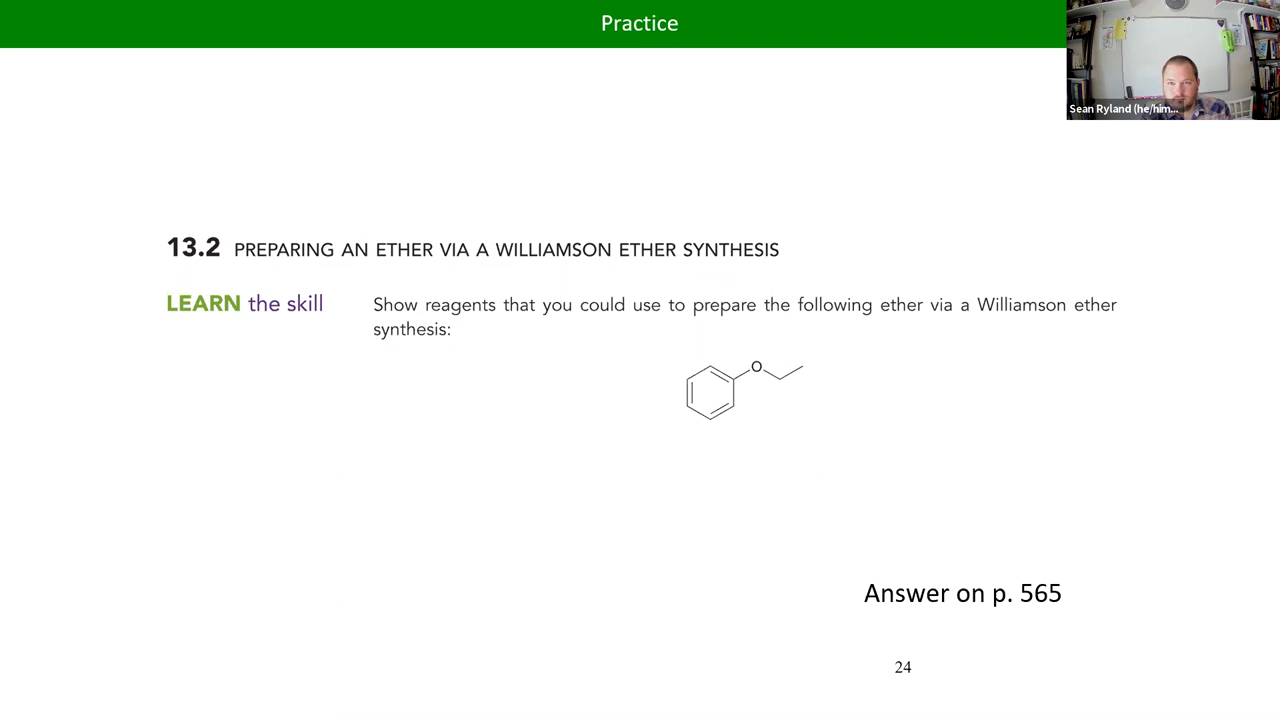 Practice
Sean Ryland (he/him...
13.2 PREPARING AN ETHER VIA A WILLIAMSON ETHER SYNTHESIS
LEARN the skill
Show reagents that you could use to prepare the following ether via a Williamson ether
synthesis:
O
Answer on p. 565
24